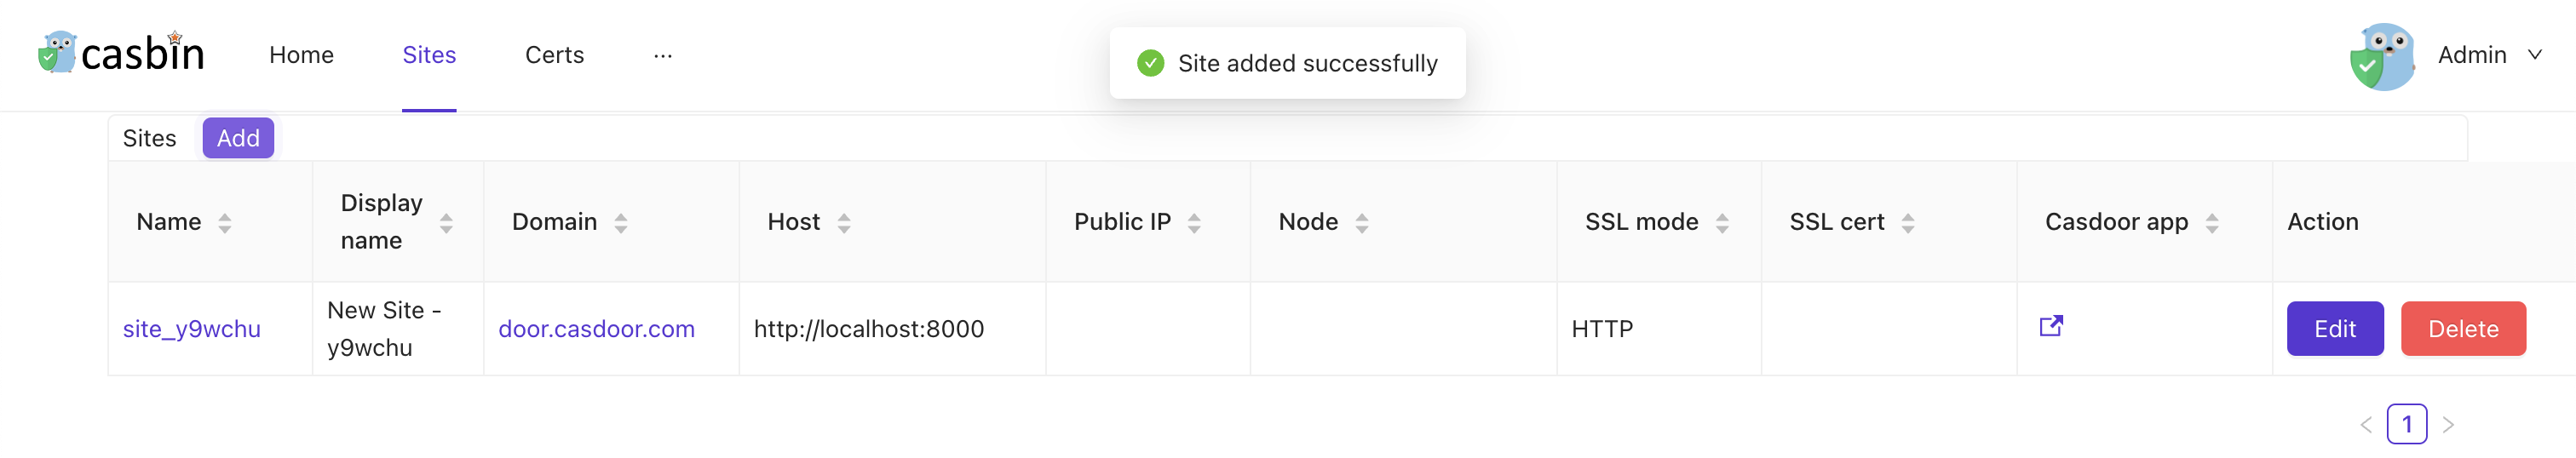 casbin Home Sites Certs ··· Site added successfully Admin
Sites Add
Name Display name Domain Host Public IP Node SSL mode SSL cert Casdoor app Action
site_y9wchu New Site - y9wchu door.casdoor.com http://localhost:8000 HTTP Edit Delete
1